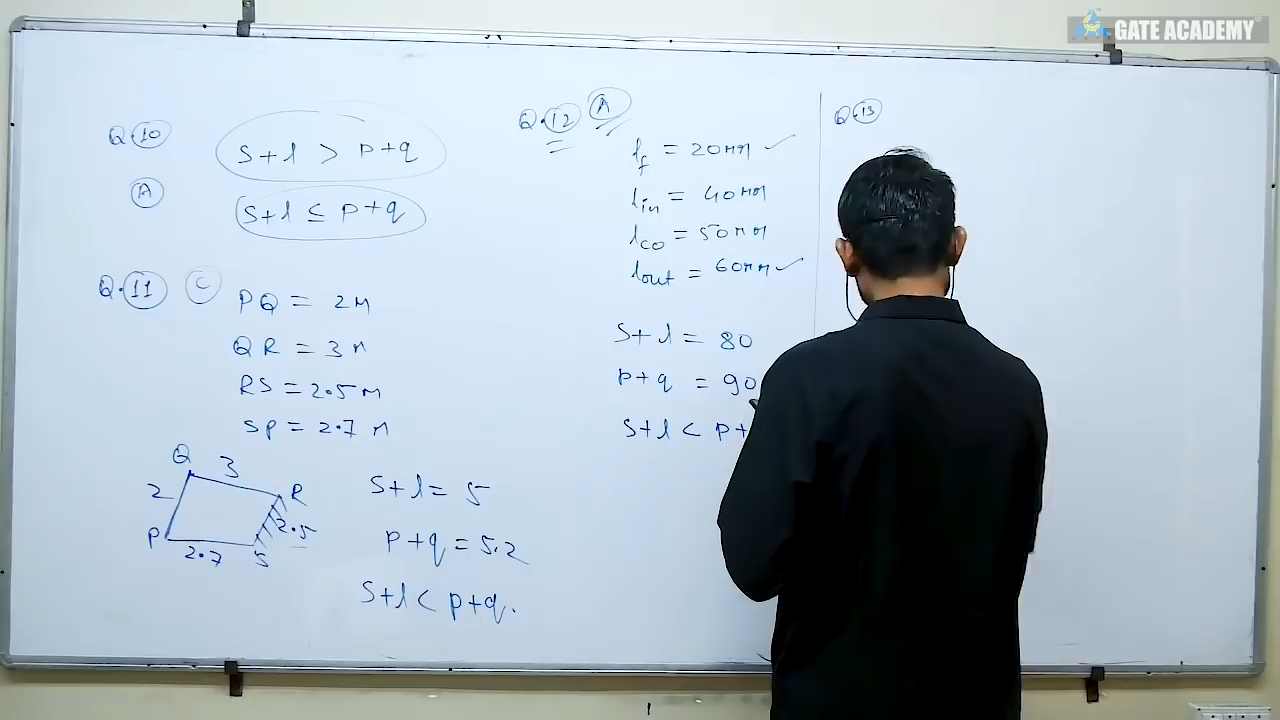 GATE ACADEMY
Q.10
S+l > p+q
A
S+l ≤ p+q
Q.11 C
PQ = 2M
QR = 3M
RS = 2.5M
SP = 2.7M
Q
3
2
R
P
2.5
2.7
S
S+l = 5
p+q = 5.2
S+l < p+q.
Q.12 A
lf = 20mm
lin = 40mm
lco = 50mm
lout = 60mm
S+l = 80
p+q = 90
S+l < p+
Q.13